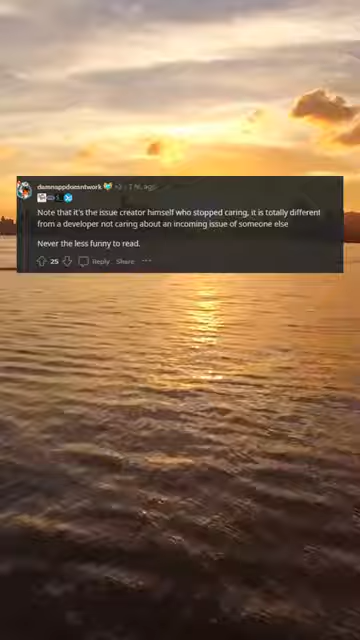 damnappdoesntwork
Note that it's the issue creator himself who stopped caring, it is totally different
from a developer not caring about an incoming issue of someone else
Never the less funny to read.
25 Reply Share ...